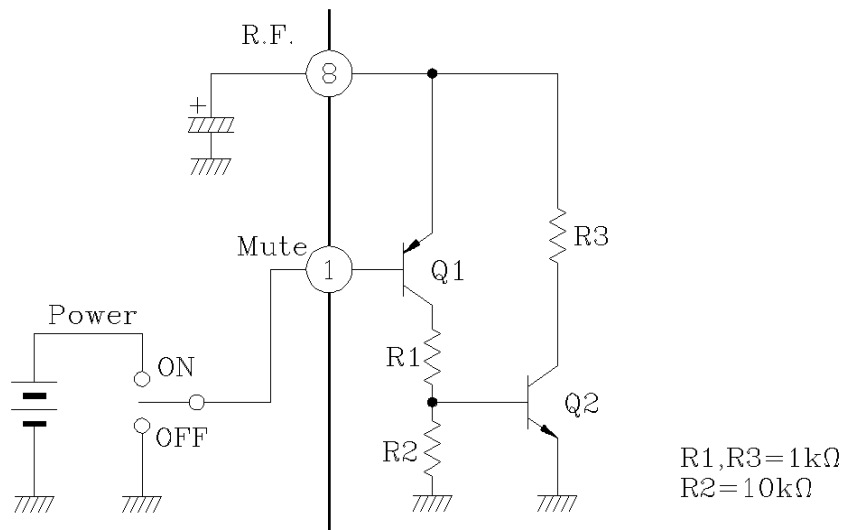 R.F.
8
+
Mute
1
Q1
R3
Power
ON
OFF
R1
Q2
R2
R1,R3=1kΩ
R2=10kΩ